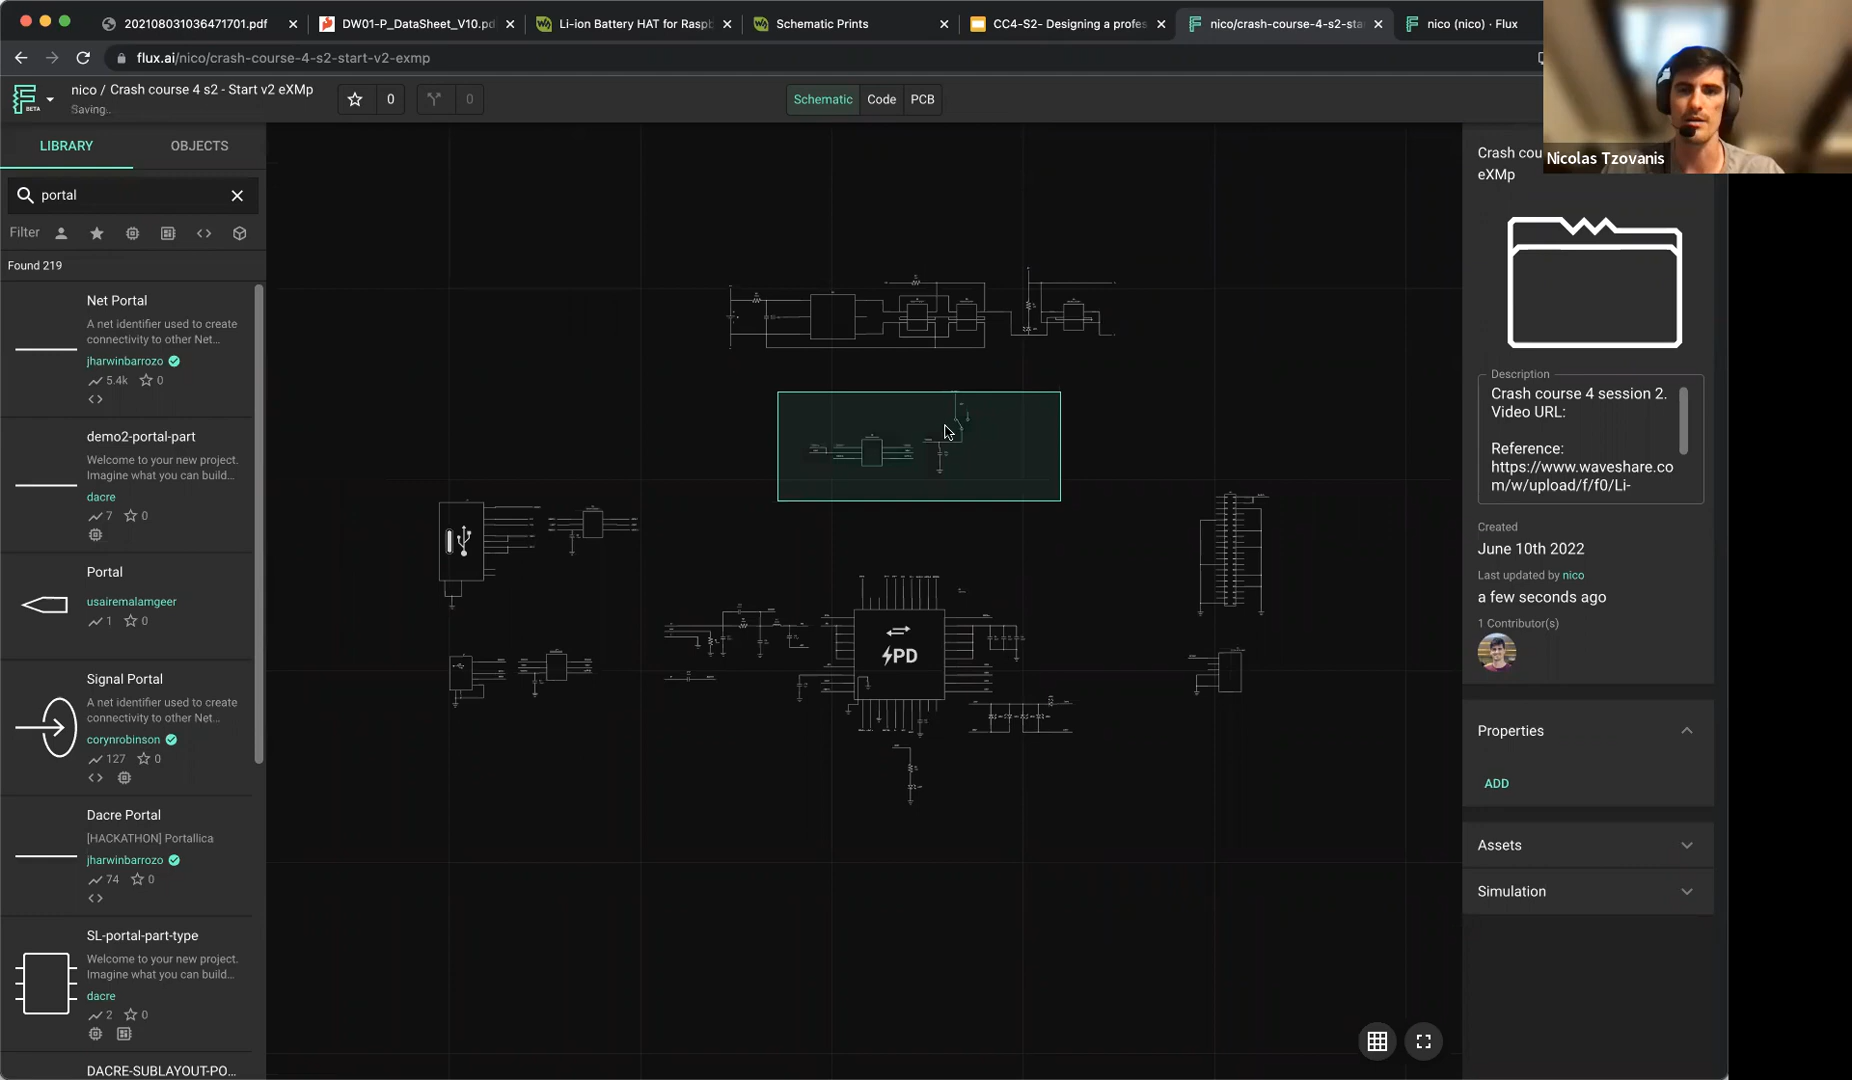 202108031036471701.pdf
DW01-P_DataSheet_V10.pd
Li-ion Battery HAT for Raspb
Schematic Prints
CC4-S2- Designing a profes
nico/crash-course-4-s2-sta
nico (nico) · Flux
flux.ai/nico/crash-course-4-s2-start-v2-exmp
BETA
nico / Crash course 4 s2 - Start v2 eXMp
Saving..
0
0
Schematic
Code
PCB
Nicolas Tzovanis
LIBRARY
OBJECTS
portal
Filter
Found 219
Net Portal
A net identifier used to create
connectivity to other Net...
jharwinbarrozo
5.4k
0
demo2-portal-part
Welcome to your new project.
Imagine what you can build...
dacre
7
0
Portal
usairemalamgeer
1
0
Signal Portal
A net identifier used to create
connectivity to other Net...
corynrobinson
127
0
Dacre Portal
[HACKATHON] Portallica
jharwinbarrozo
74
0
SL-portal-part-type
Welcome to your new project.
Imagine what you can build...
dacre
2
0
DACRE-SUBLAYOUT-PO...
PD
Crash cou
eXMp
Description
Crash course 4 session 2.
Video URL:
Reference:
https://www.waveshare.co
m/w/upload/f/f0/Li-
Created
June 10th 2022
Last updated by nico
a few seconds ago
1 Contributor(s)
Properties
ADD
Assets
Simulation